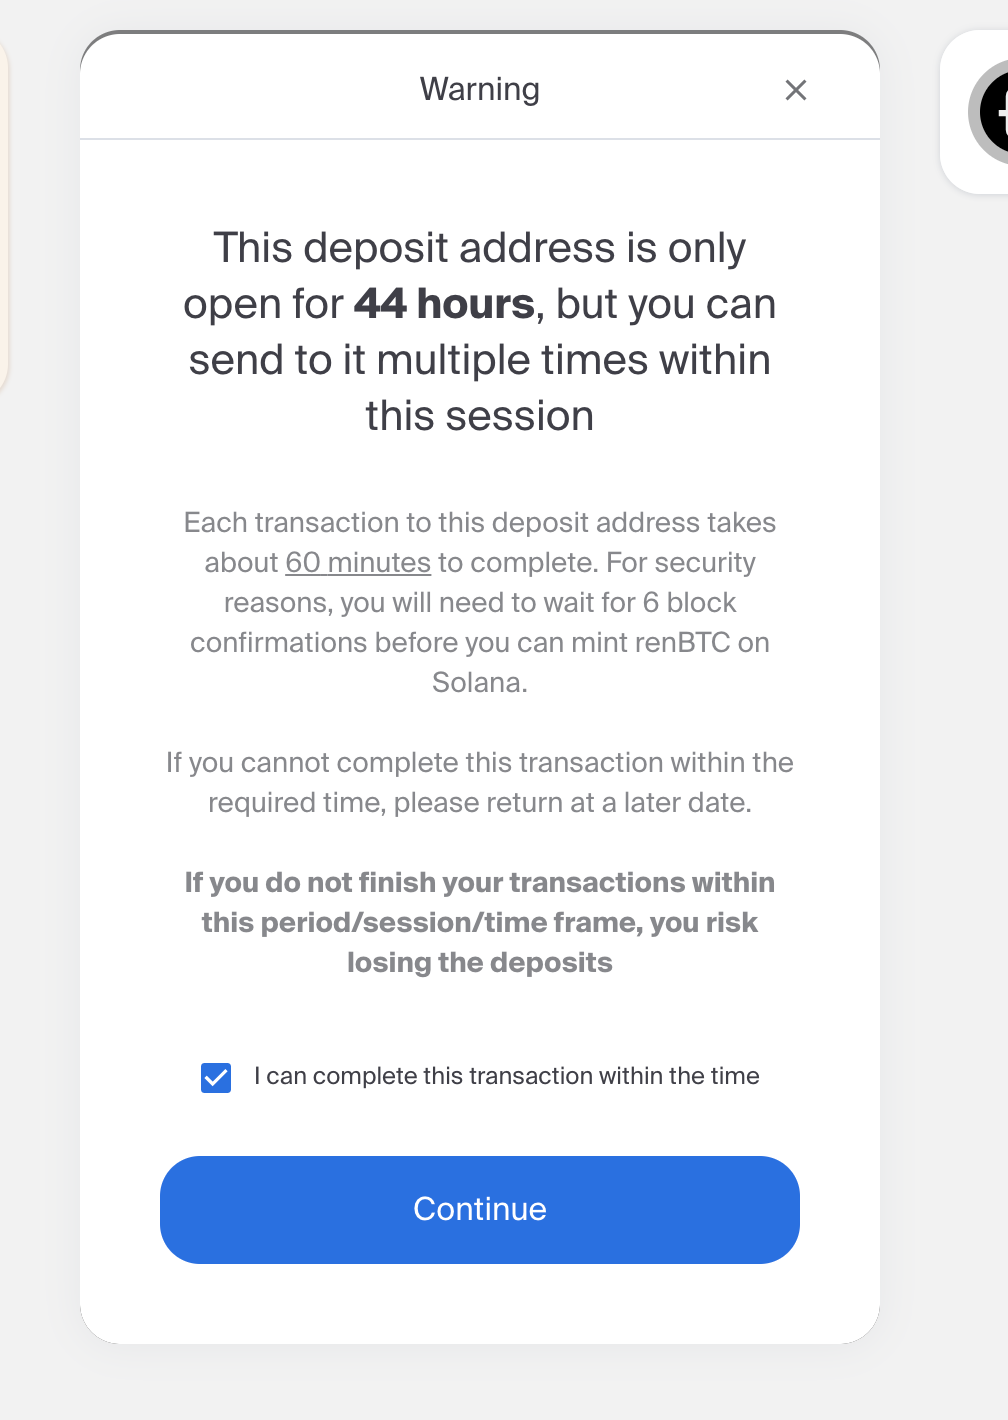 Warning
This deposit address is only
open for 44 hours, but you can
send to it multiple times within
this session
Each transaction to this deposit address takes
about 60 minutes to complete. For security
reasons, you will need to wait for 6 block
confirmations before you can mint renBTC on
Solana.
If you cannot complete this transaction within the
required time, please return at a later date.
If you do not finish your transactions within
this period/session/time frame, you risk
losing the deposits
I can complete this transaction within the time
Continue